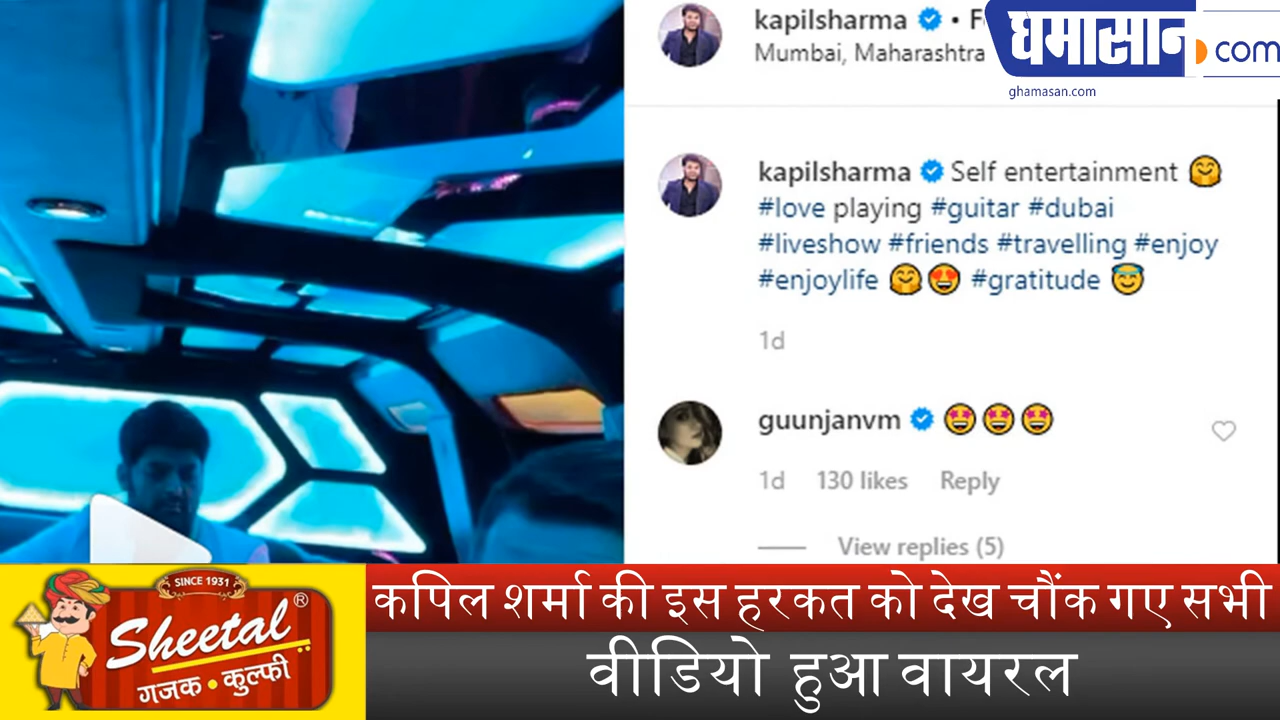 kapilsharma • F
Mumbai, Maharashtra
घमासान.com
ghamasan.com
kapilsharma Self entertainment 🤗
#love playing #guitar #dubai
#liveshow #friends #travelling #enjoy
#enjoylife 🤗😍 #gratitude 😇
1d
guunjanvm 🤩🤩🤩
1d 130 likes Reply
View replies (5)
SINCE 1931
Sheetal®
गजक • कुल्फी
कपिल शर्मा की इस हरकत को देख चौंक गए सभी
वीडियो हुआ वायरल